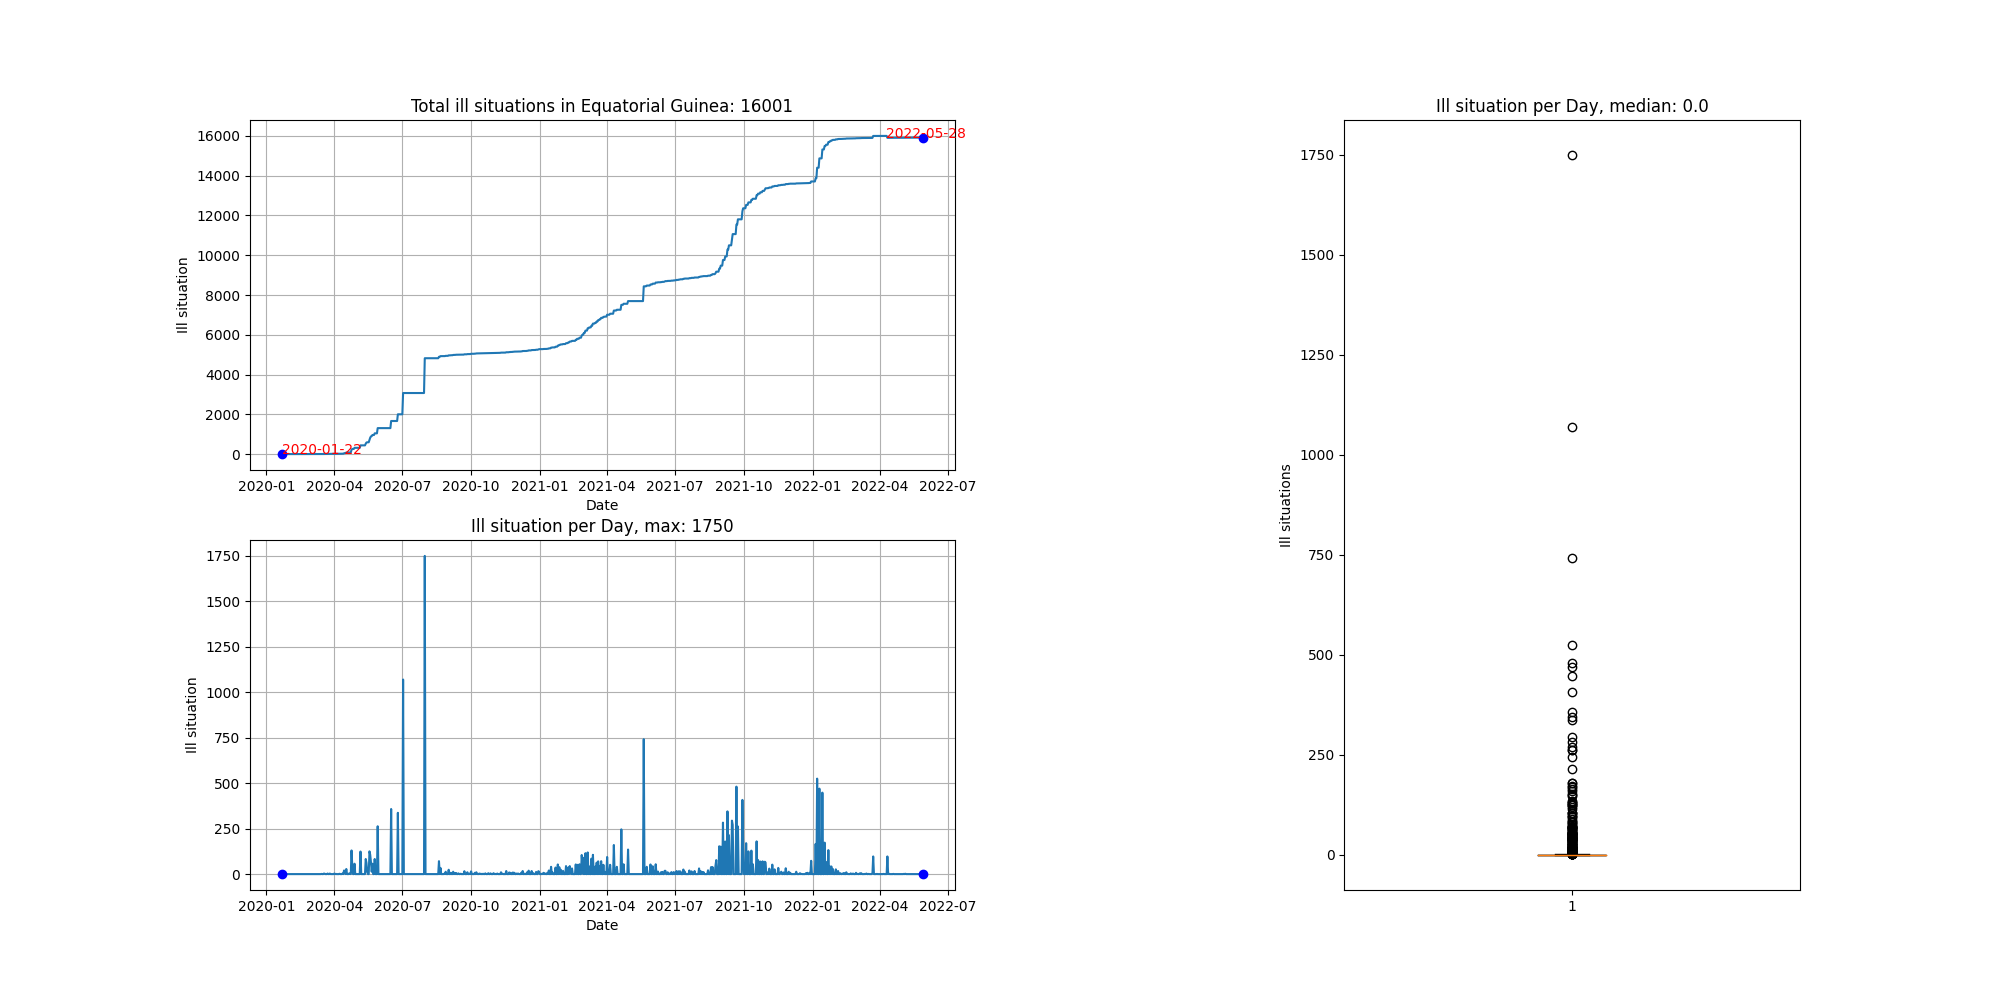 Total ill situations in Equatorial Guinea: 16001
16000
14000
12000
10000
8000
6000
4000
2000
0
Ill situation
2020-01-22
2022-05-28
2020-01 2020-04 2020-07 2020-10 2021-01 2021-04 2021-07 2021-10 2022-01 2022-04 2022-07
Date
Ill situation per Day, max: 1750
1750
1500
1250
1000
750
500
250
0
Ill situation
2020-01 2020-04 2020-07 2020-10 2021-01 2021-04 2021-07 2021-10 2022-01 2022-04 2022-07
Date
Ill situation per Day, median: 0.0
1750
1500
1250
1000
750
500
250
0
Ill situations
1